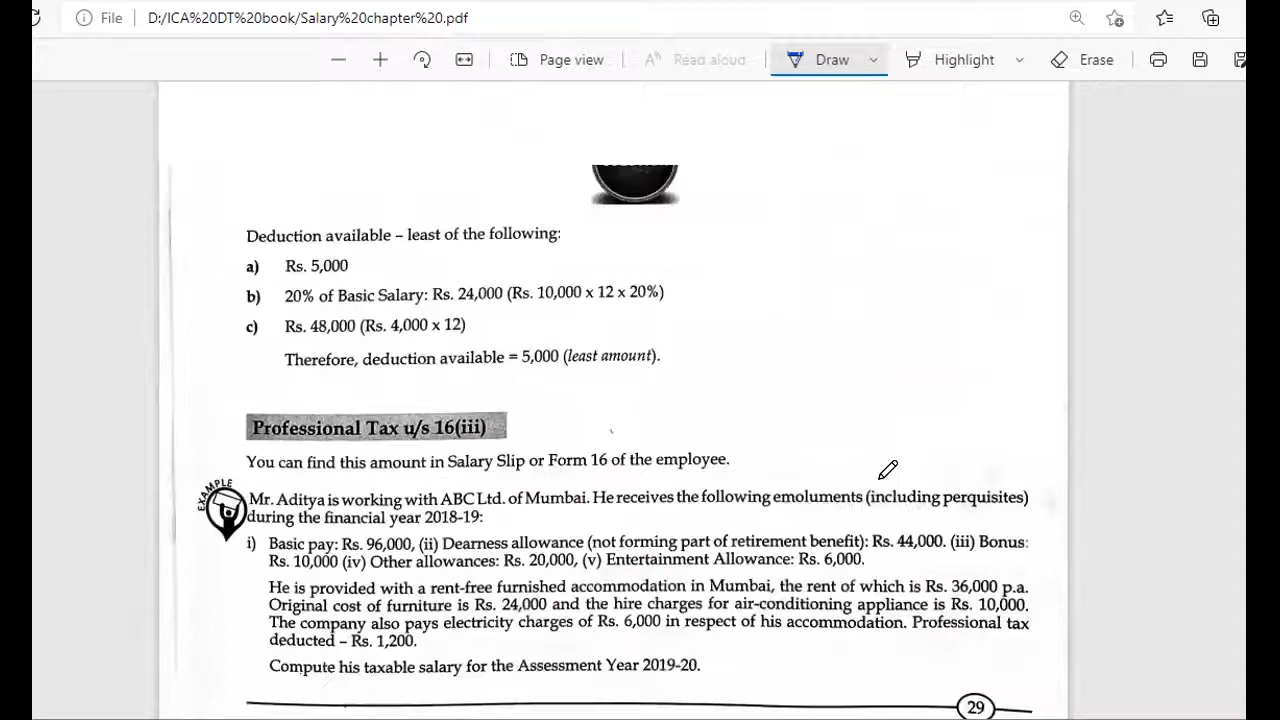 File D:/ICA%20DT%20book/Salary%20chapter%20.pdf
Page view Read aloud Draw Highlight Erase
Deduction available – least of the following:
a) Rs. 5,000
b) 20% of Basic Salary: Rs. 24,000 (Rs. 10,000 x 12 x 20%)
c) Rs. 48,000 (Rs. 4,000 x 12)
Therefore, deduction available = 5,000 (least amount).
Professional Tax u/s 16(iii)
You can find this amount in Salary Slip or Form 16 of the employee.
EXAMPLE
Mr. Aditya is working with ABC Ltd. of Mumbai. He receives the following emoluments (including perquisites)
during the financial year 2018-19:
i) Basic pay: Rs. 96,000, (ii) Dearness allowance (not forming part of retirement benefit): Rs. 44,000. (iii) Bonus:
Rs. 10,000 (iv) Other allowances: Rs. 20,000, (v) Entertainment Allowance: Rs. 6,000.
He is provided with a rent-free furnished accommodation in Mumbai, the rent of which is Rs. 36,000 p.a.
Original cost of furniture is Rs. 24,000 and the hire charges for air-conditioning appliance is Rs. 10,000.
The company also pays electricity charges of Rs. 6,000 in respect of his accommodation. Professional tax
deducted – Rs. 1,200.
Compute his taxable salary for the Assessment Year 2019-20.
29